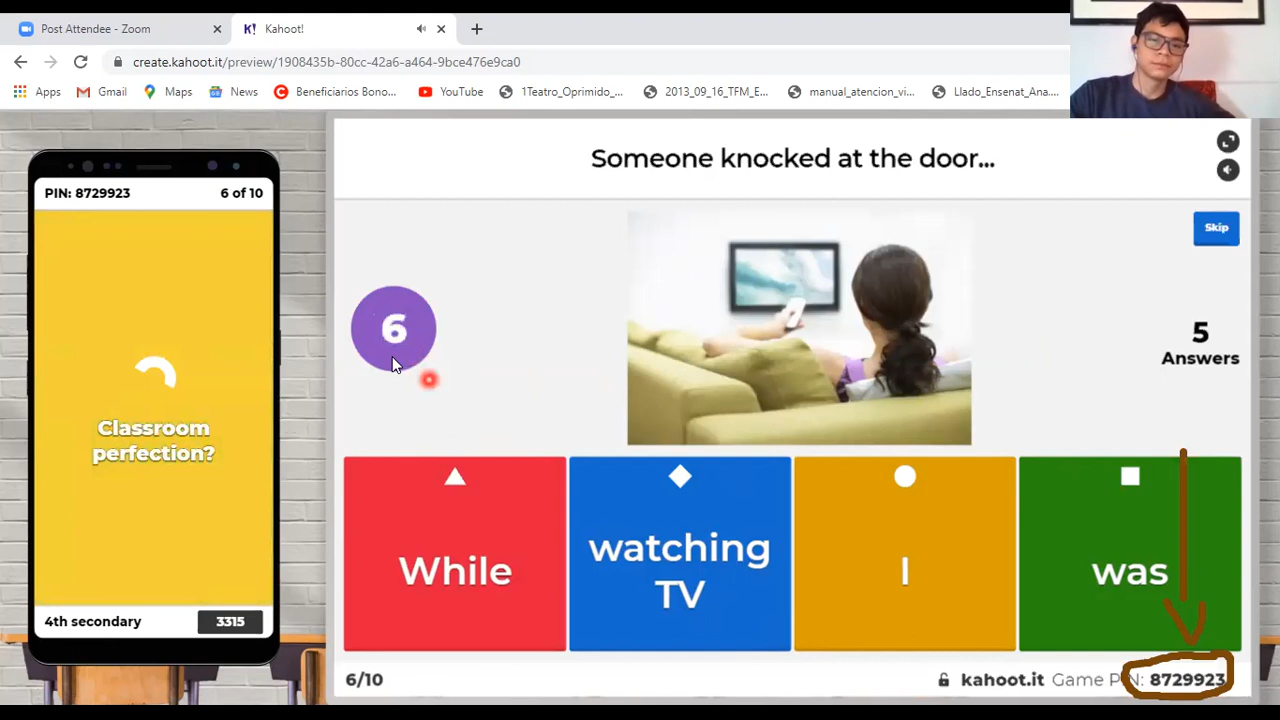 Post Attendee - Zoom
K! Kahoot!
create.kahoot.it/preview/1908435b-80cc-42a6-a464-9bce476e9ca0
Apps Gmail Maps News Beneficiarios Bono... YouTube 1Teatro_Oprimido_... 2013_09_16_TFM_E... manual_atencion_vi... Llado_Ensenat_Ana....
PIN: 8729923 6 of 10
Classroom
perfection?
4th secondary 3315
Someone knocked at the door...
Skip
6
5
Answers
While
watching
TV
I
was
6/10
kahoot.it Game PIN: 8729923